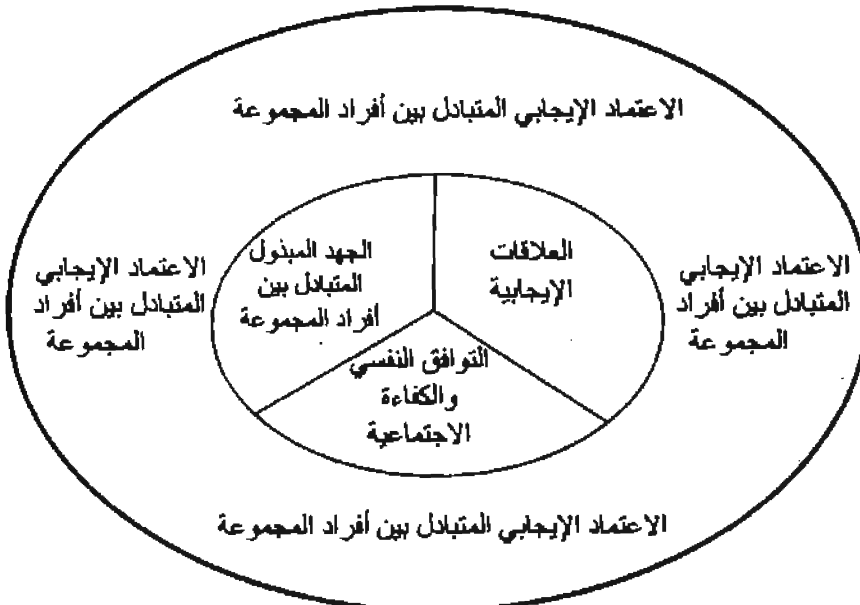 الاعتماد الإيجابي المتبادل بين أفراد المجموعة
العلاقات
الإيجابية
الجهد المبذول
المتبادل بين
أفراد المجموعة
التوافق النفسي
والكفاءة
الاجتماعية
الاعتماد الإيجابي
المتبادل بين أفراد
المجموعة
الاعتماد الإيجابي
المتبادل بين أفراد
المجموعة
الاعتماد الإيجابي المتبادل بين أفراد المجموعة